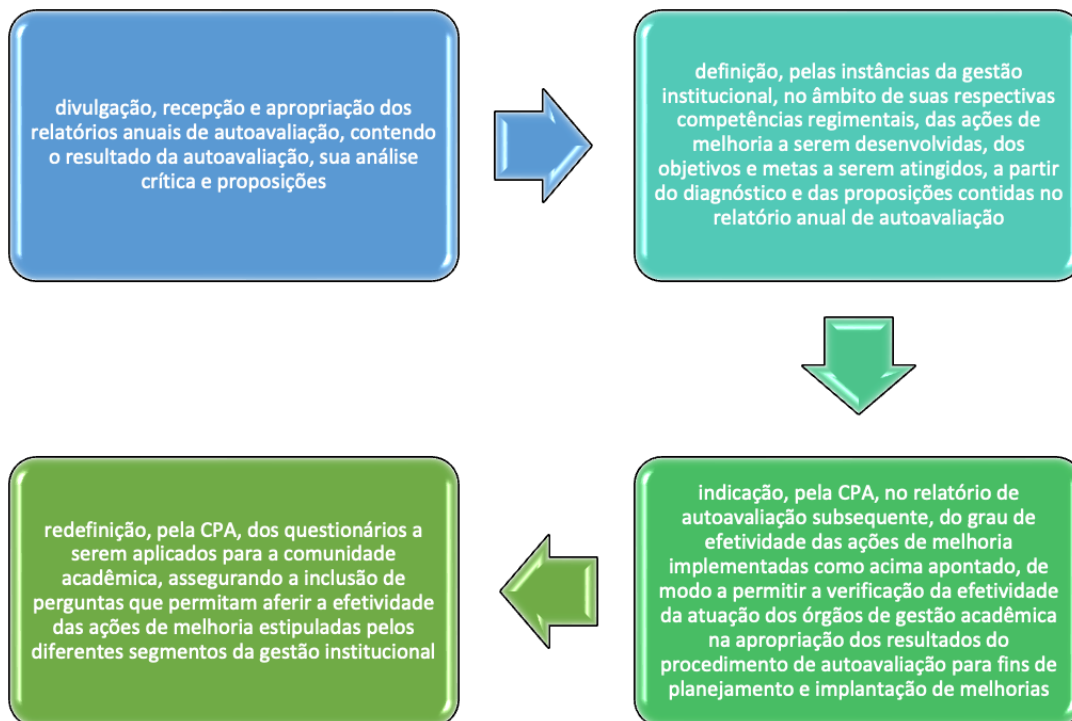 divulgação, recepção e apropriação dos
relatórios anuais de autoavaliação, contendo
o resultado da autoavaliação, sua análise
crítica e proposições
definição, pelas instâncias da gestão
institucional, no âmbito de suas respectivas
competências regimentais, das ações de
melhoria a serem desenvolvidas, dos
objetivos e metas a serem atingidos, a partir
do diagnóstico e das proposições contidas no
relatório anual de autoavaliação
indicação, pela CPA, no relatório de
autoavaliação subsequente, do grau de
efetividade das ações de melhoria
implementadas como acima apontado, de
modo a permitir a verificação da efetividade
da atuação dos órgãos de gestão acadêmica
na apropriação dos resultados do
procedimento de autoavaliação para fins de
planejamento e implantação de melhorias
redefinição, pela CPA, dos questionários a
serem aplicados para a comunidade
acadêmica, assegurando a inclusão de
perguntas que permitam aferir a efetividade
das ações de melhoria estipuladas pelos
diferentes segmentos da gestão institucional